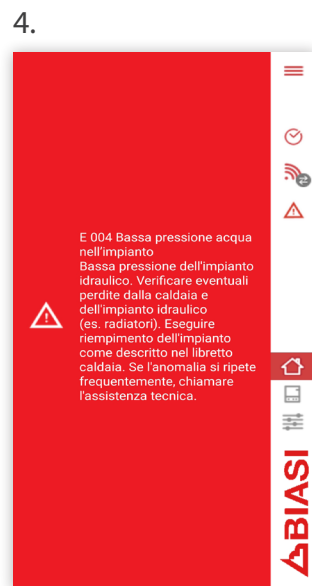 4.
E 004 Bassa pressione acqua
nell'impianto
Bassa pressione dell'impianto
idraulico. Verificare eventuali
perdite dalla caldaia e
dell'impianto idraulico
(es. radiatori). Eseguire
riempimento dell'impianto
come descritto nel libretto
caldaia. Se l'anomalia si ripete
frequentemente, chiamare
l'assistenza tecnica.
BIASI